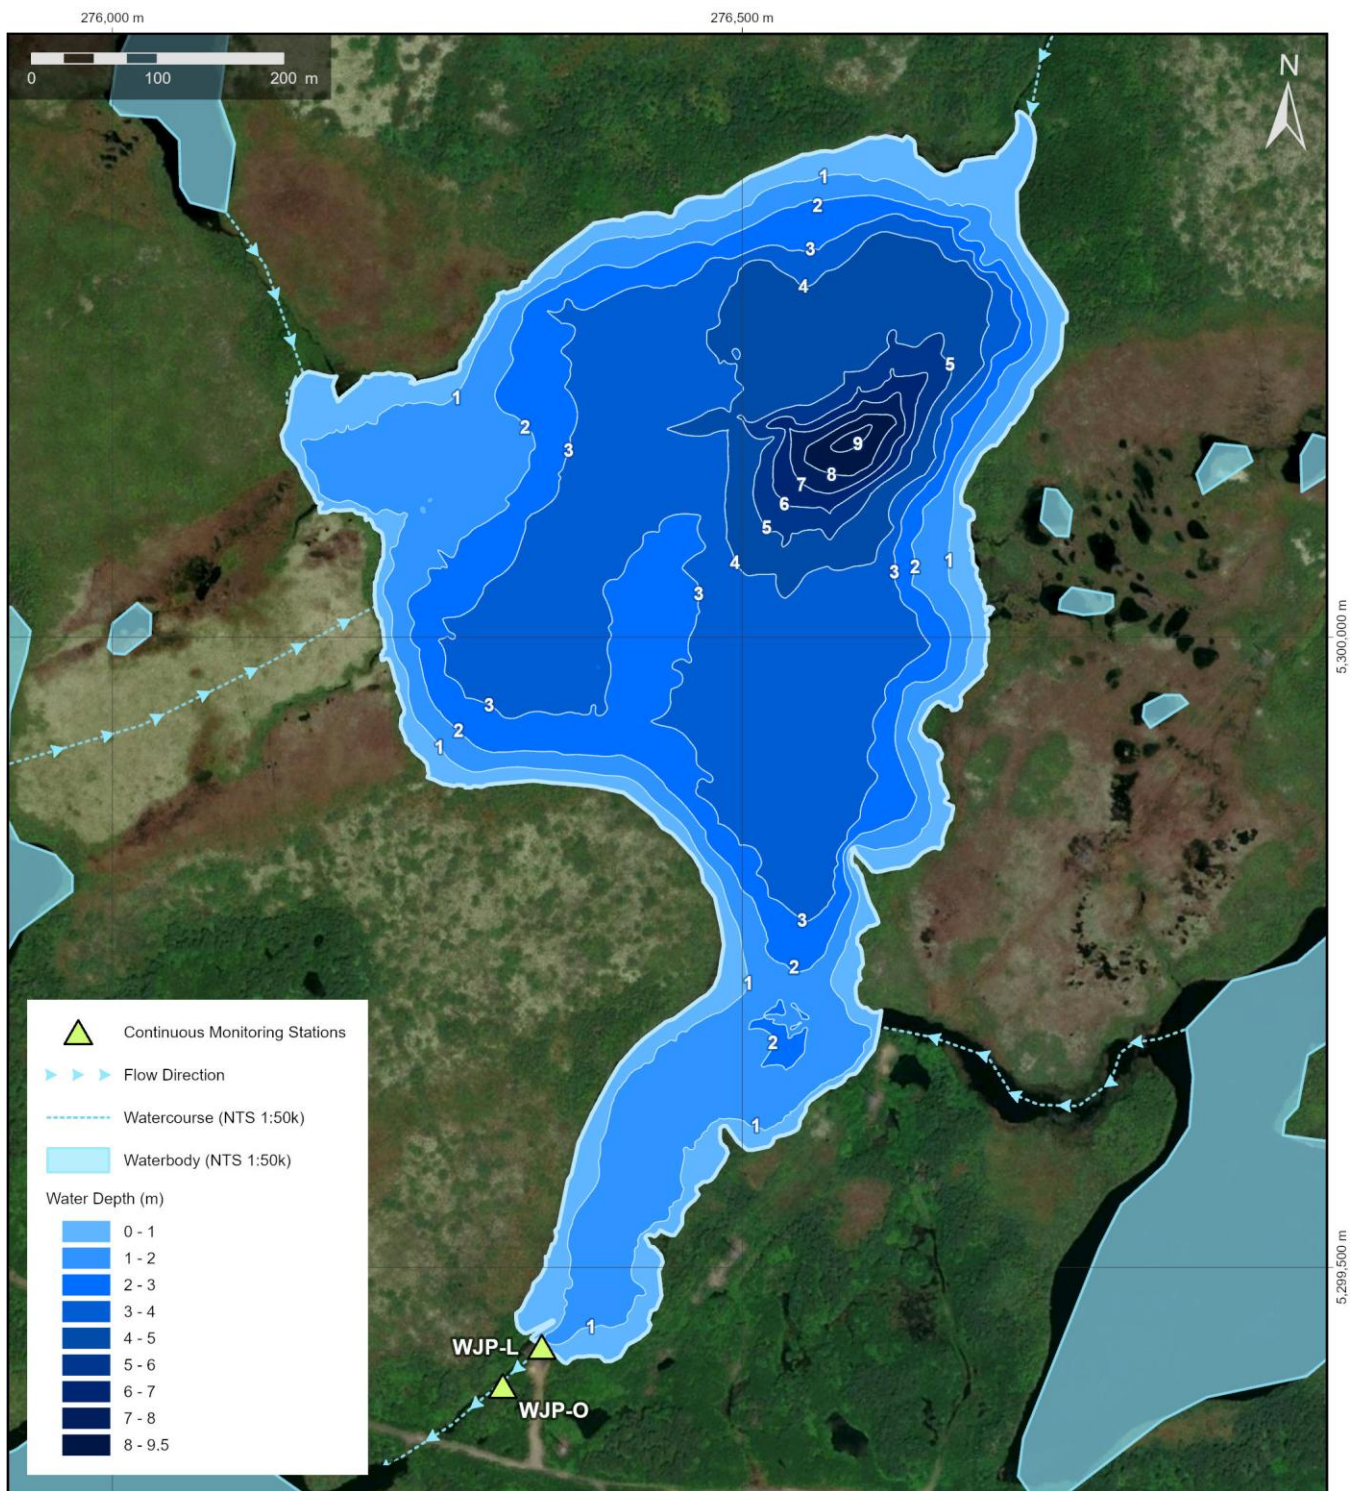 276,000 m
276,500 m
0 100 200 m
N
1
2
3
4
5
1
2
3
9
8
7
6
5
4
3
2
1
3
5,300,000 m
3
2
1
3
2
1
2
1
Continuous Monitoring Stations
Flow Direction
Watercourse (NTS 1:50k)
Waterbody (NTS 1:50k)
Water Depth (m)
0 - 1
1 - 2
2 - 3
3 - 4
4 - 5
5 - 6
6 - 7
7 - 8
8 - 9.5
5,299,500 m
1
WJP-L
WJP-O